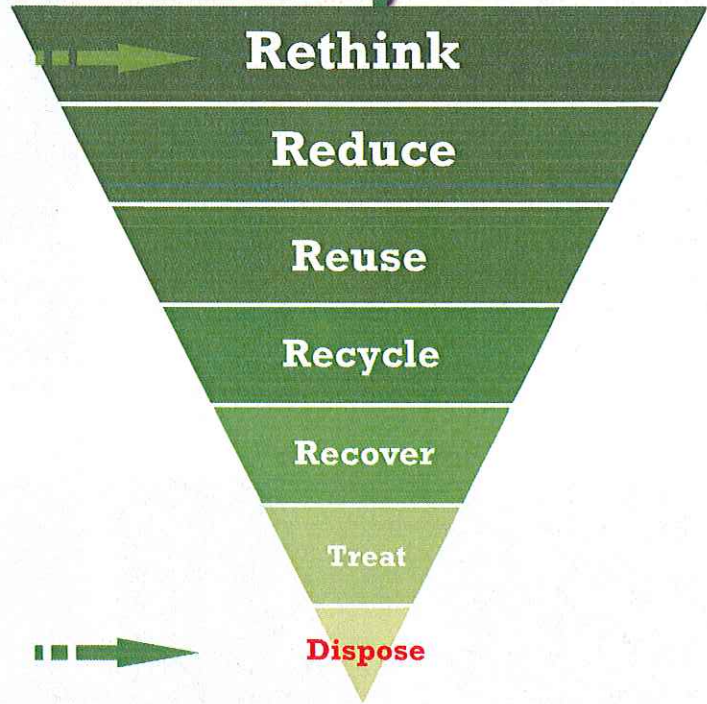 Rethink
Reduce
Reuse
Recycle
Recover
Treat
Dispose